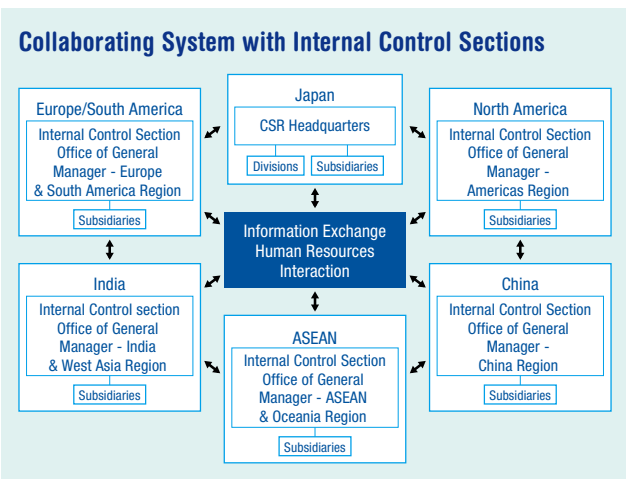 Collaborating System with Internal Control Sections
Japan
CSR Headquarters
Divisions
Subsidiaries
Europe/South America
Internal Control Section
Office of General
Manager - Europe
& South America Region
Subsidiaries
North America
Internal Control Section
Office of General
Manager -
Americas Region
Subsidiaries
Information Exchange
Human Resources
Interaction
India
Internal Control section
Office of General
Manager - India
& West Asia Region
Subsidiaries
ASEAN
Internal Control Section
Office of General
Manager - ASEAN
& Oceania Region
Subsidiaries
China
Internal Control Section
Office of General
Manager -
China Region
Subsidiaries